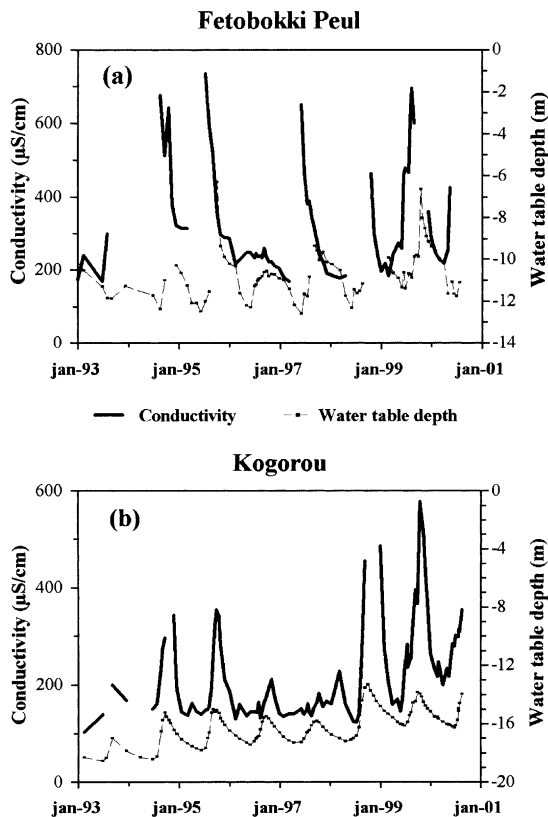 Fetobokki Peul
(a)
Conductivity (µS/cm)
800
600
400
200
0
0
-2
-4
-6
-8
-10
-12
-14
Water table depth (m)
jan-93 jan-95 jan-97 jan-99 jan-01
Conductivity Water table depth
Kogorou
(b)
Conductivity (µS/cm)
600
400
200
0
0
-4
-8
-12
-16
-20
Water table depth (m)
jan-93 jan-95 jan-97 jan-99 jan-01